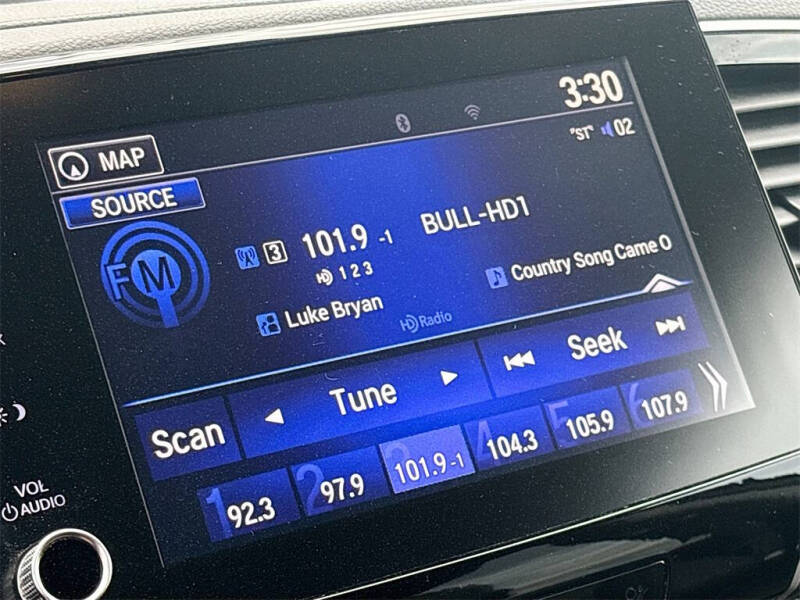 3:30
MAP
"ST" 02
SOURCE
FM
3 101.9 -1 BULL-HD1
HD 1 2 3
Luke Bryan
Country Song Came O
HD Radio
Scan
Tune
Seek
1 92.3
2 97.9
3 101.9 -1
4 104.3
5 105.9
6 107.9
VOL
AUDIO